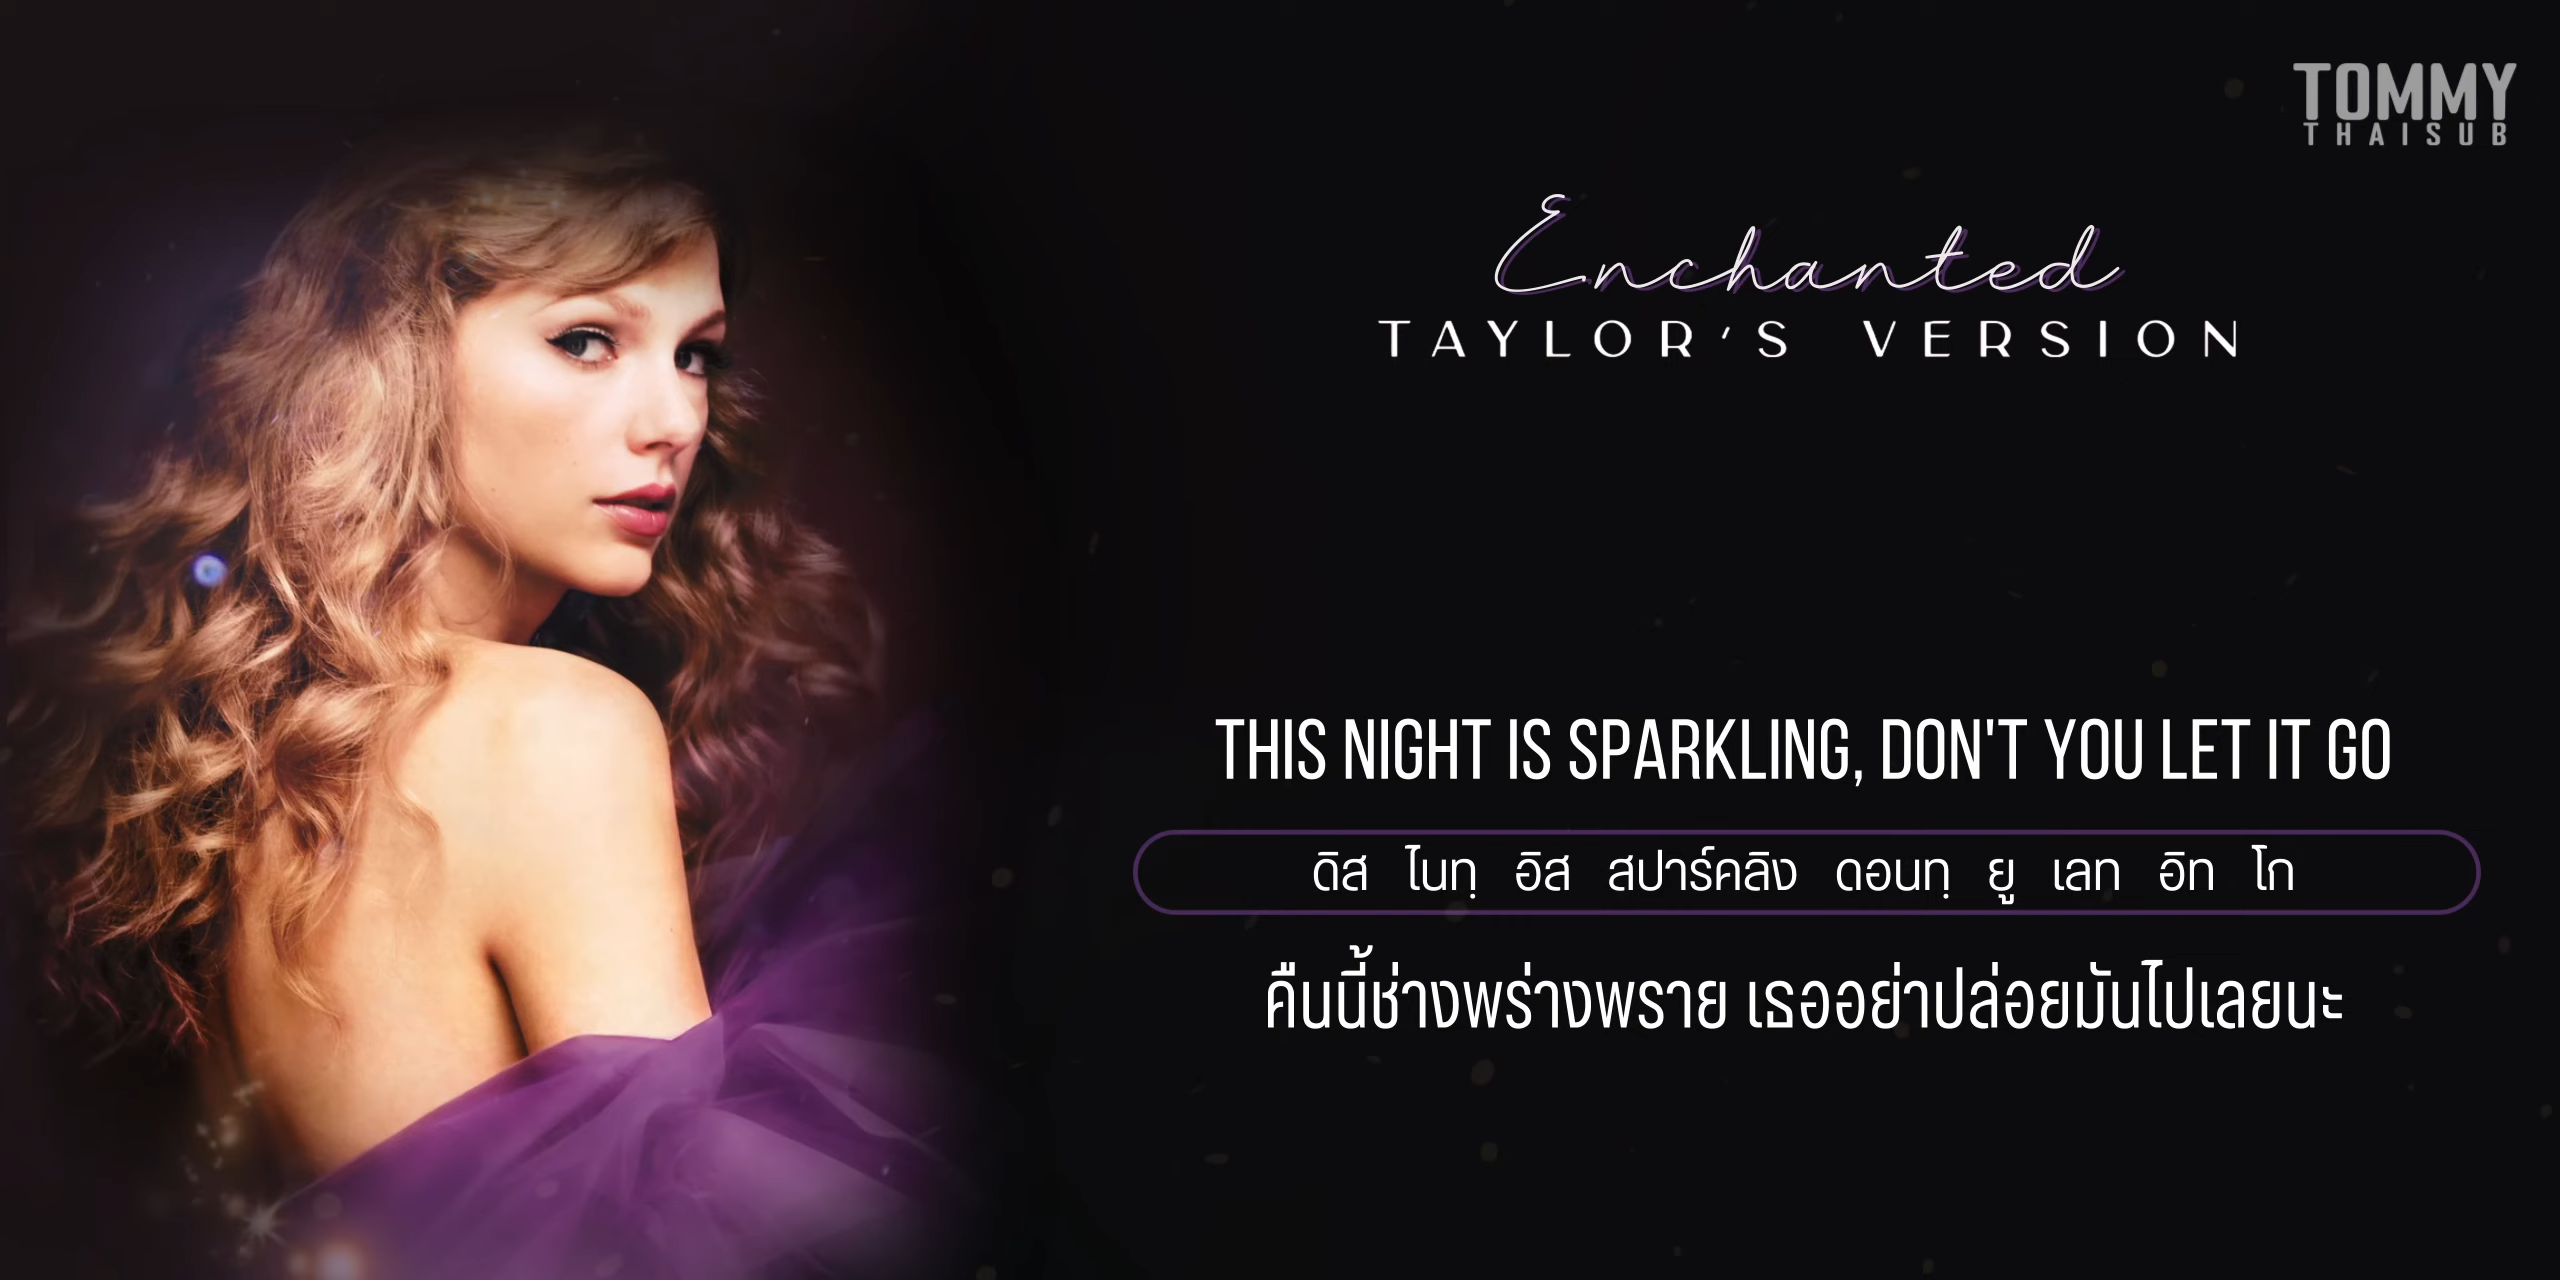 TOMMY
THAISUB
Enchanted
TAYLOR'S VERSION
THIS NIGHT IS SPARKLING, DON'T YOU LET IT GO
ดิส ไนทฺ อิส สปาร์คลิง ดอนทฺ ยู เลท อิท โก
คืนนี้ช่างพร่างพราย เธออย่าปล่อยมันไปเลยนะ